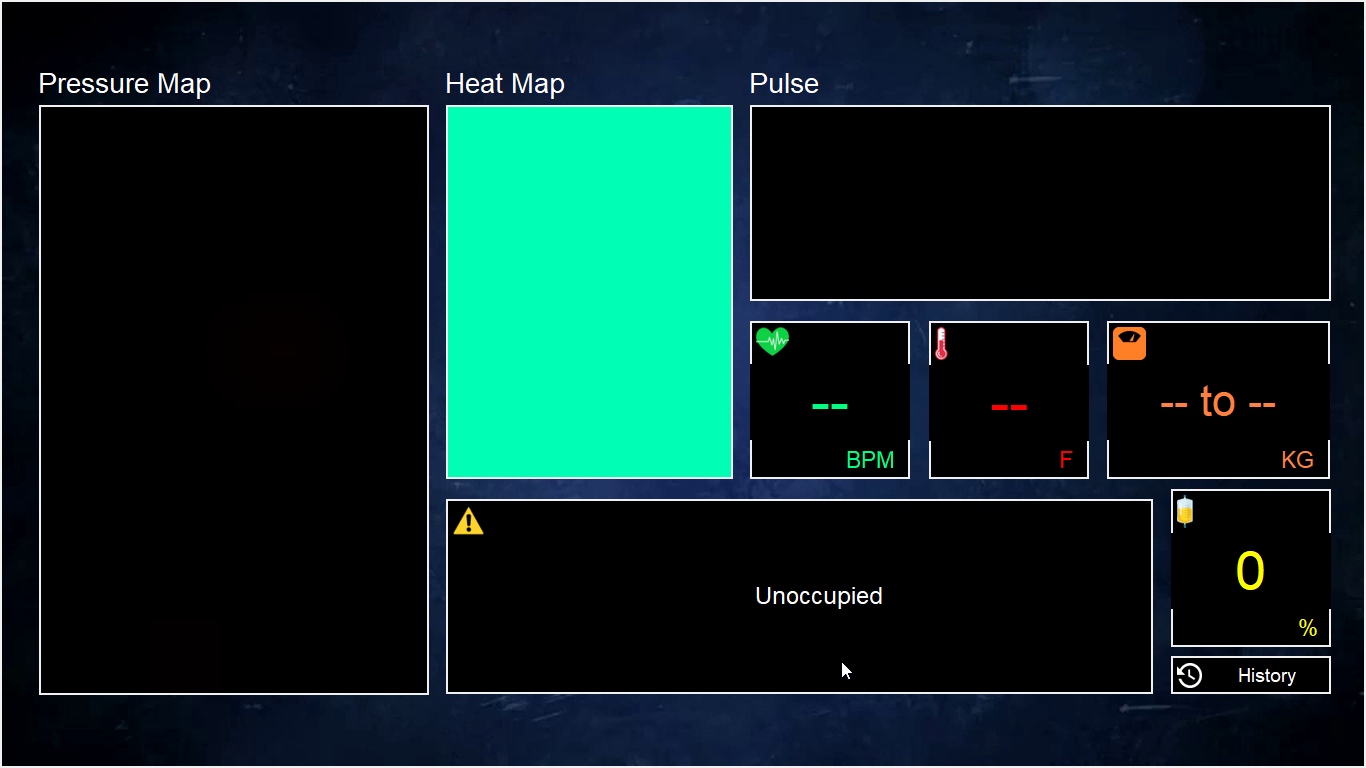 Pressure Map
Heat Map
Pulse
--
BPM
--
F
-- to --
KG
Unoccupied
0
%
History